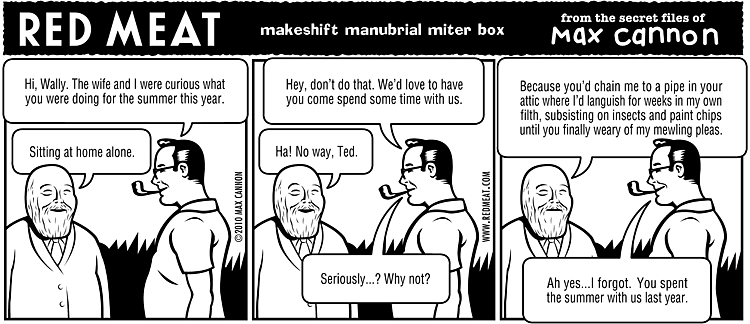 RED MEAT
makeshift manubrial miter box
from the secret files of
Max cannon
Hi, Wally. The wife and I were curious what
you were doing for the summer this year.
Sitting at home alone.
©2010 MAX CANNON
Hey, don't do that. We'd love to have
you come spend some time with us.
Ha! No way, Ted.
Seriously...? Why not?
WWW.REDMEAT.COM
Because you'd chain me to a pipe in your
attic where I'd languish for weeks in my own
filth, subsisting on insects and paint chips
until you finally weary of my mewling pleas.
Ah yes...I forgot. You spent
the summer with us last year.